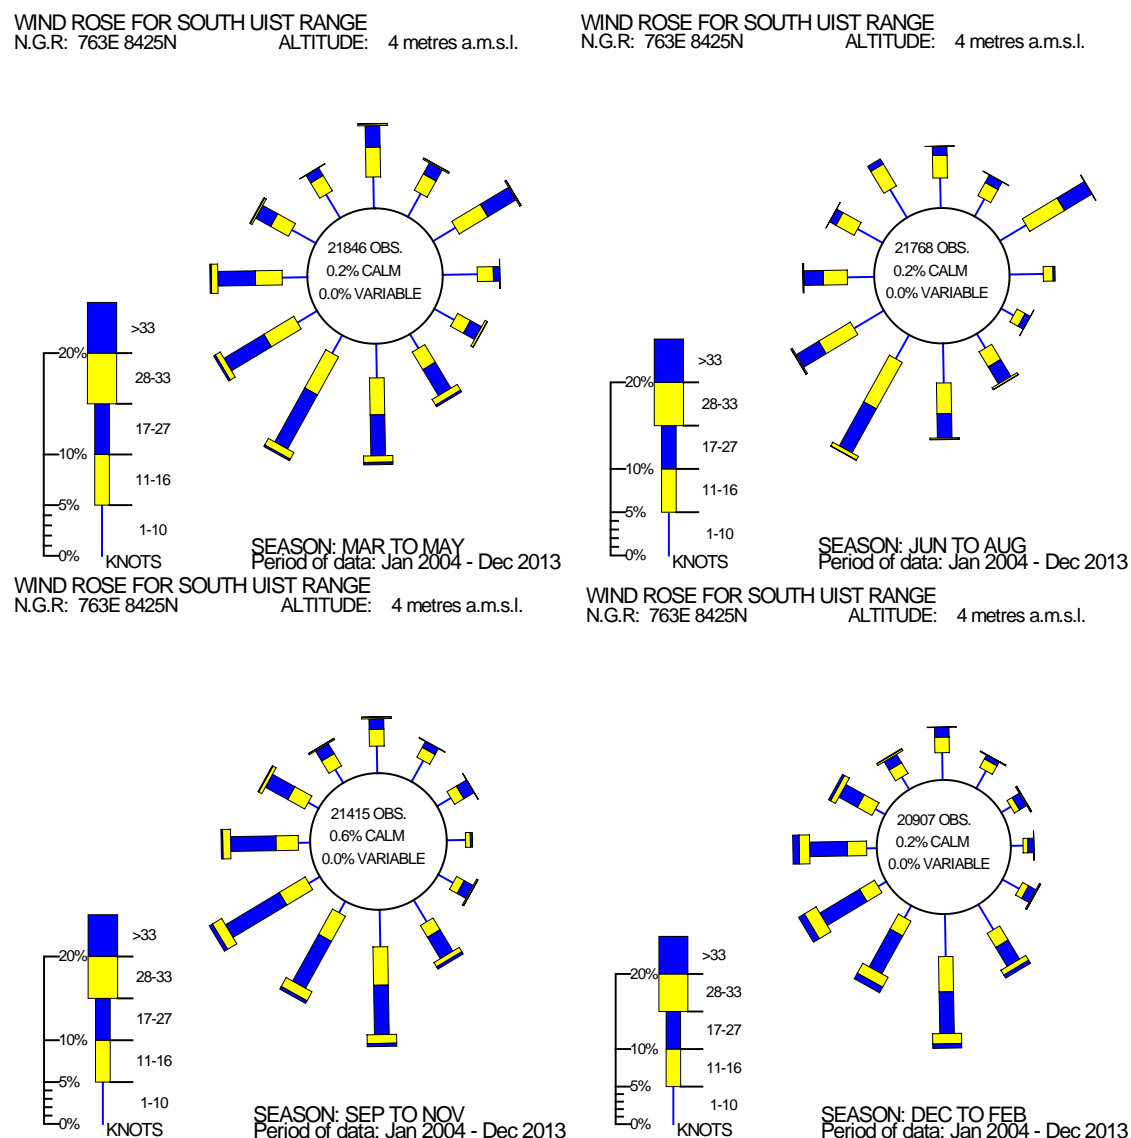 WIND ROSE FOR SOUTH UIST RANGE
N.G.R: 763E 8425N ALTITUDE: 4 metres a.m.s.l.
21846 OBS.
0.2% CALM
0.0% VARIABLE
>33
20%
28-33
17-27
10%
11-16
5%
1-10
0%
KNOTS
SEASON: MAR TO MAY
Period of data: Jan 2004 - Dec 2013
WIND ROSE FOR SOUTH UIST RANGE
N.G.R: 763E 8425N ALTITUDE: 4 metres a.m.s.l.
21768 OBS.
0.2% CALM
0.0% VARIABLE
>33
20%
28-33
17-27
10%
11-16
5%
1-10
0%
KNOTS
SEASON: JUN TO AUG
Period of data: Jan 2004 - Dec 2013
WIND ROSE FOR SOUTH UIST RANGE
N.G.R: 763E 8425N ALTITUDE: 4 metres a.m.s.l.
21415 OBS.
0.6% CALM
0.0% VARIABLE
>33
20%
28-33
17-27
10%
11-16
5%
1-10
0%
KNOTS
SEASON: SEP TO NOV
Period of data: Jan 2004 - Dec 2013
WIND ROSE FOR SOUTH UIST RANGE
N.G.R: 763E 8425N ALTITUDE: 4 metres a.m.s.l.
20907 OBS.
0.2% CALM
0.0% VARIABLE
>33
20%
28-33
17-27
10%
11-16
5%
1-10
0%
KNOTS
SEASON: DEC TO FEB
Period of data: Jan 2004 - Dec 2013